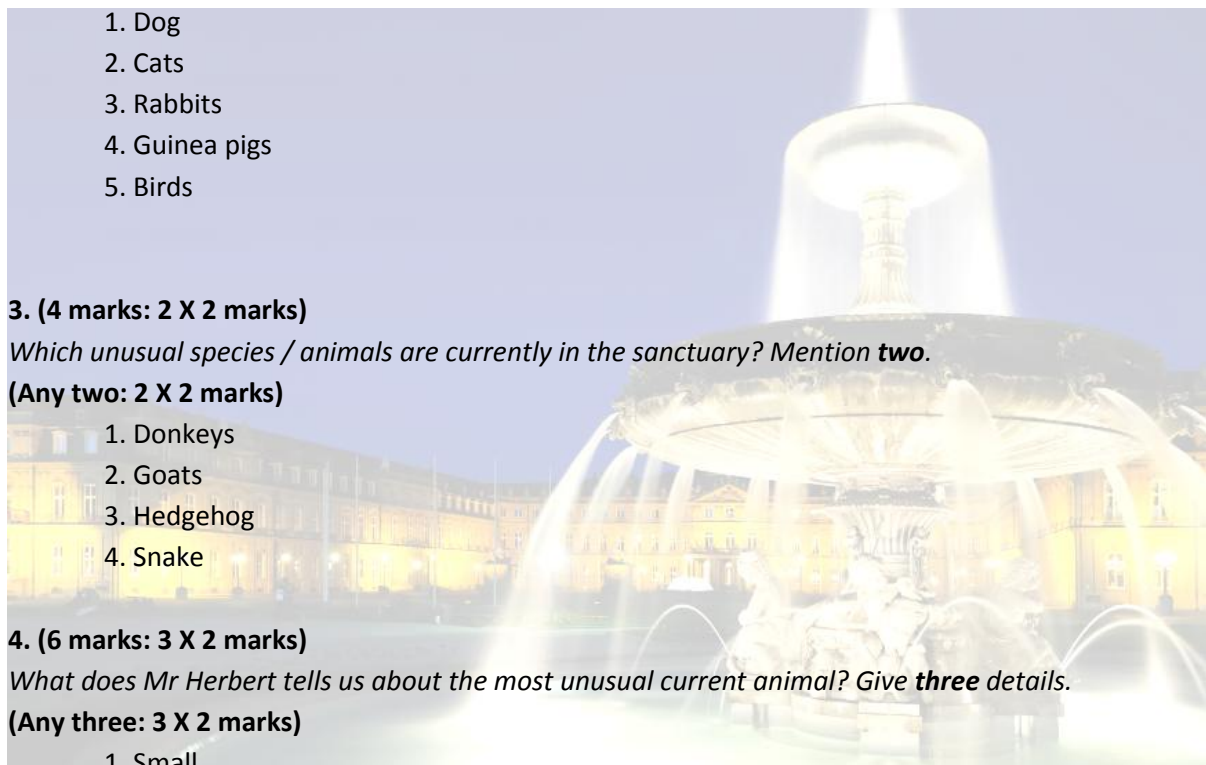 1. Dog
2. Cats
3. Rabbits
4. Guinea pigs
5. Birds
3. (4 marks: 2 X 2 marks)
Which unusual species / animals are currently in the sanctuary? Mention two.
(Any two: 2 X 2 marks)
1. Donkeys
2. Goats
3. Hedgehog
4. Snake
4. (6 marks: 3 X 2 marks)
What does Mr Herbert tells us about the most unusual current animal? Give three details.
(Any three: 3 X 2 marks)
1. Small